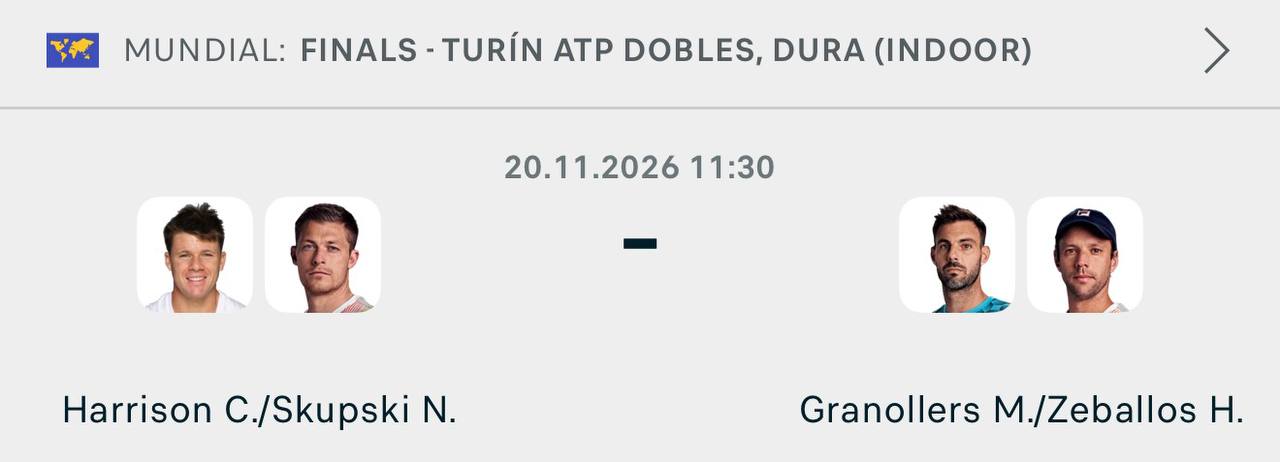 MUNDIAL: FINALS - TURÍN ATP DOBLES, DURA (INDOOR)
20.11.2026 11:30
-
Harrison C./Skupski N.
Granollers M./Zeballos H.